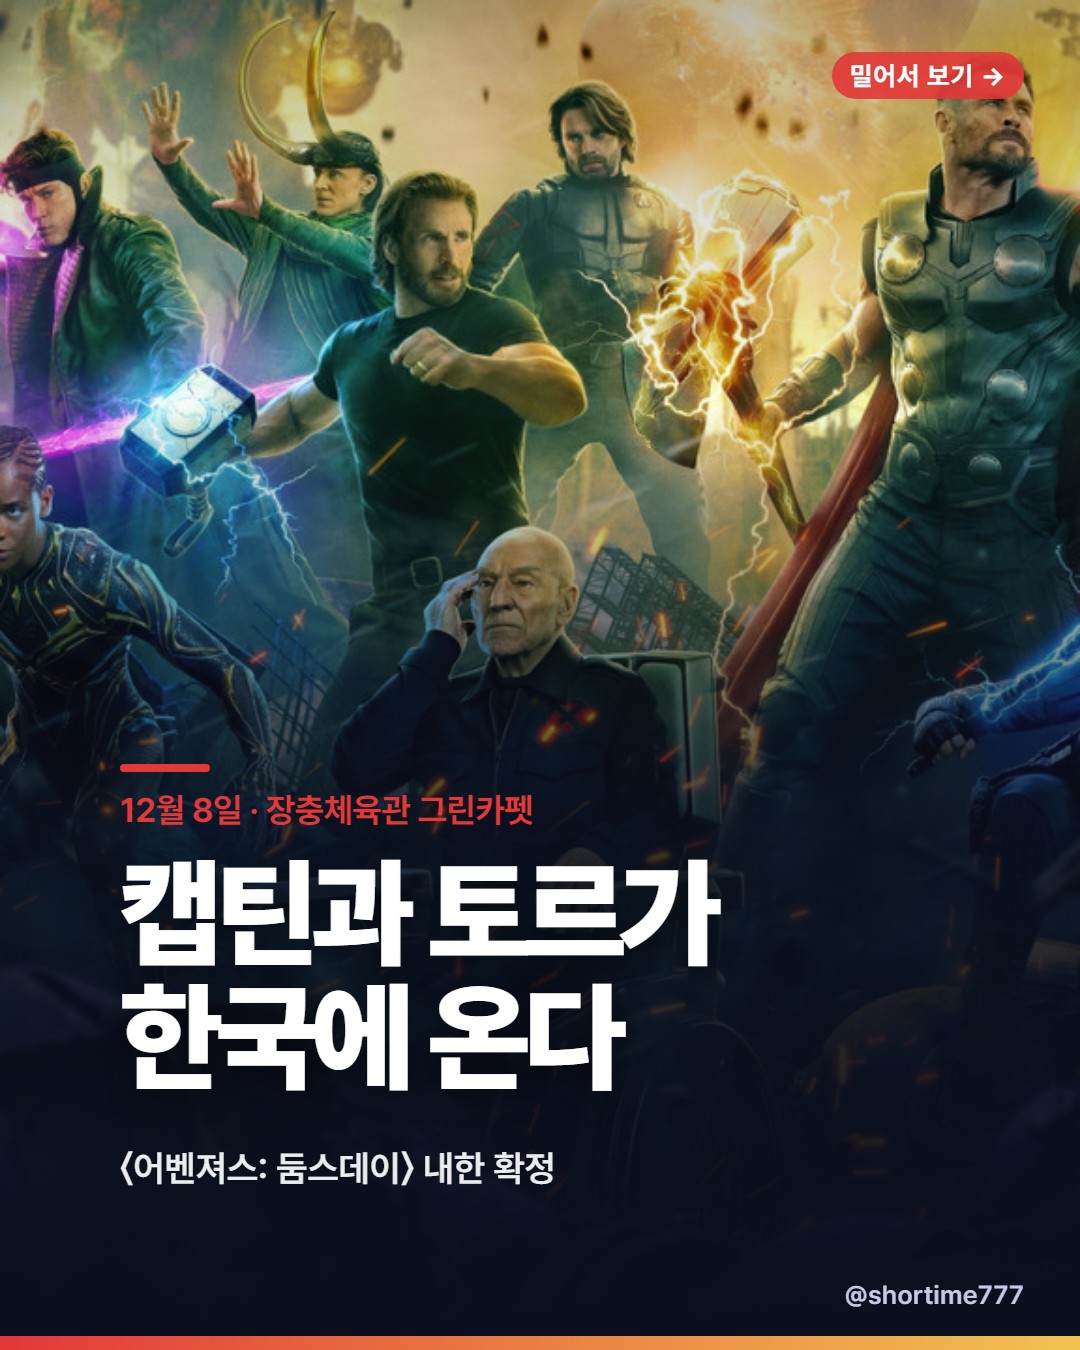 밀어서 보기 →
12월 8일 · 장충체육관 그린카펫
캡틴과 토르가
한국에 온다
〈어벤져스: 둠스데이〉 내한 확정
@shortime777